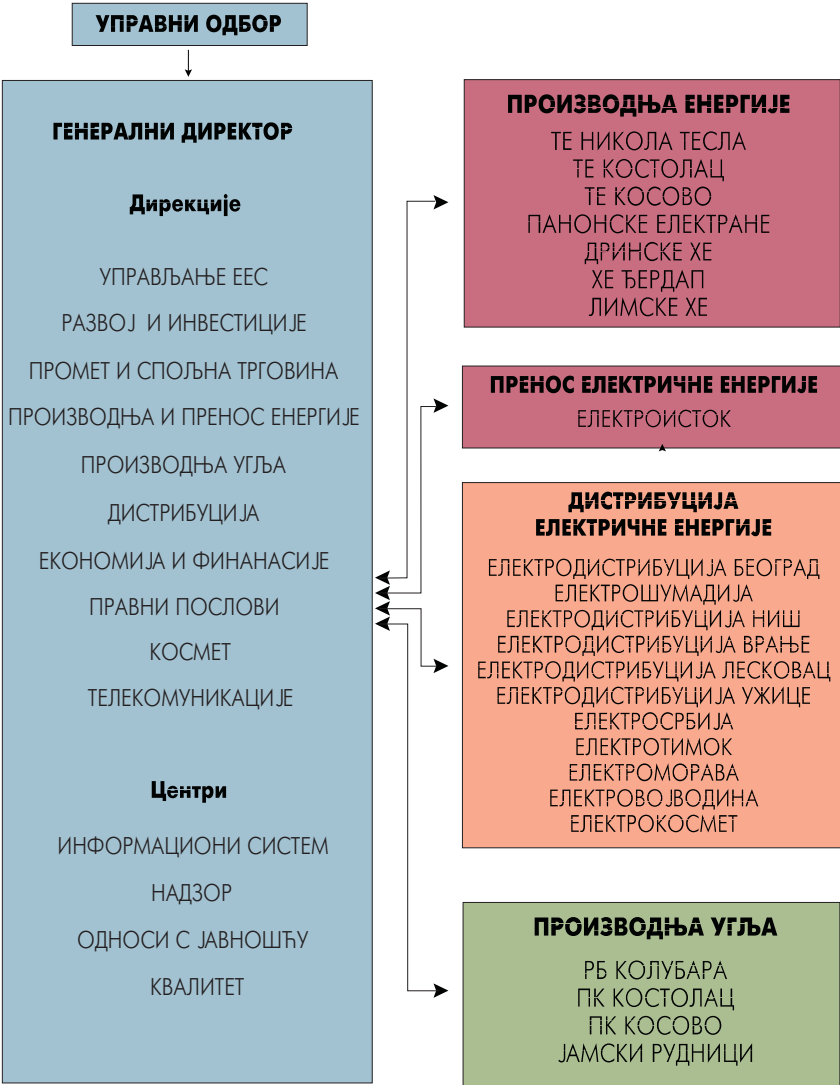 УПРАВНИ ОДБОР
ГЕНЕРАЛНИ ДИРЕКТОР
Дирекције
УПРАВЉАЊЕ ЕЕС
РАЗВОЈ И ИНВЕСТИЦИЈЕ
ПРОМЕТ И СПОЉНА ТРГОВИНА
ПРОИЗВОДЊА И ПРЕНОС ЕНЕРГИЈЕ
ПРОИЗВОДЊА УГЉА
ДИСТРИБУЦИЈА
ЕКОНОМИЈА И ФИНАНАСИЈЕ
ПРАВНИ ПОСЛОВИ
КОСМЕТ
ТЕЛЕКОМУНИКАЦИЈЕ
Центри
ИНФОРМАЦИОНИ СИСТЕМ
НАДЗОР
ОДНОСИ С ЈАВНОШЋУ
КВАЛИТЕТ
ПРОИЗВОДЊА ЕНЕРГИЈЕ
ТЕ НИКОЛА ТЕСЛА
ТЕ КОСТОЛАЦ
ТЕ КОСОВО
ПАНОНСКЕ ЕЛЕКТРАНЕ
ДРИНСКЕ ХЕ
ХЕ ЂЕРДАП
ЛИМСКЕ ХЕ
ПРЕНОС ЕЛЕКТРИЧНЕ ЕНЕРГИЈЕ
ЕЛЕКТРОИСТОК
ДИСТРИБУЦИЈА
ЕЛЕКТРИЧНЕ ЕНЕРГИЈЕ
ЕЛЕКТРОДИСТРИБУЦИЈА БЕОГРАД
ЕЛЕКТРОШУМАДИЈА
ЕЛЕКТРОДИСТРИБУЦИЈА НИШ
ЕЛЕКТРОДИСТРИБУЦИЈА ВРАЊЕ
ЕЛЕКТРОДИСТРИБУЦИЈА ЛЕСКОВАЦ
ЕЛЕКТРОДИСТРИБУЦИЈА УЖИЦЕ
ЕЛЕКТРОСРБИЈА
ЕЛЕКТРОТИМОК
ЕЛЕКТРОМОРАВА
ЕЛЕКТРОВОЈВОДИНА
ЕЛЕКТРОКОСМЕТ
ПРОИЗВОДЊА УГЉА
РБ КОЛУБАРА
ПК КОСТОЛАЦ
ПК КОСОВО
ЈАМСКИ РУДНИЦИ